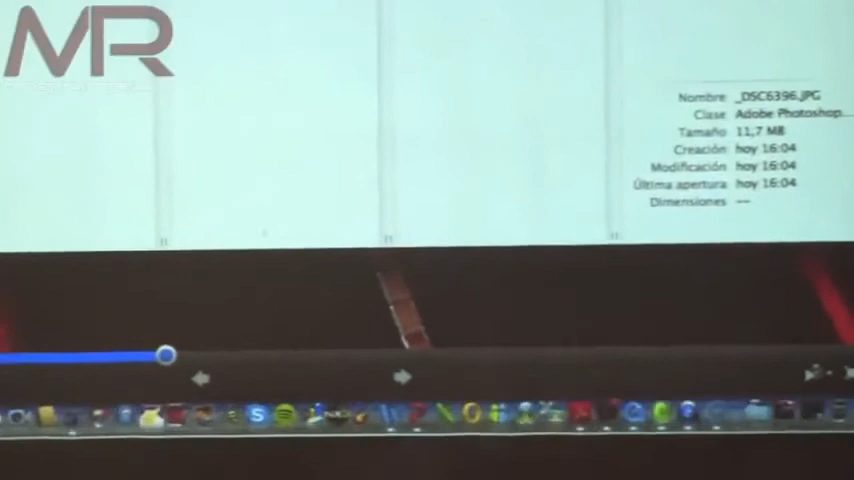 MR
Nombre _DSC6396.JPG
Clase Adobe Photoshop...
Tamaño 11,7 MB
Creación hoy 16:04
Modificación hoy 16:04
Última apertura hoy 16:04
Dimensiones --